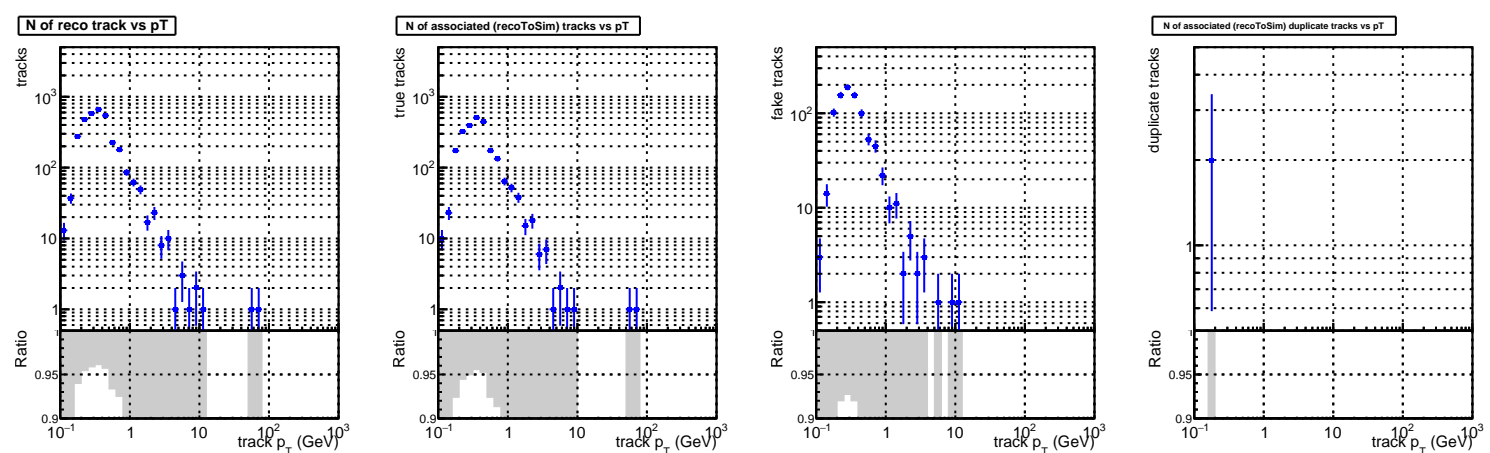 N of reco track vs pT
tracks
10³
10²
10
1
Ratio
1
0.95
0.9
10⁻¹ 1 10 10² 10³
track p_T (GeV)
N of associated (recoToSim) tracks vs pT
true tracks
10³
10²
10
1
Ratio
1
0.95
0.9
10⁻¹ 1 10 10² 10³
track p_T (GeV)
fake tracks
10²
10
1
Ratio
1
0.95
0.9
10⁻¹ 1 10 10² 10³
track p_T (GeV)
N of associated (recoToSim) duplicate tracks vs pT
duplicate tracks
1
Ratio
1
0.95
0.9
10⁻¹ 1 10 10² 10³
track p_T (GeV)